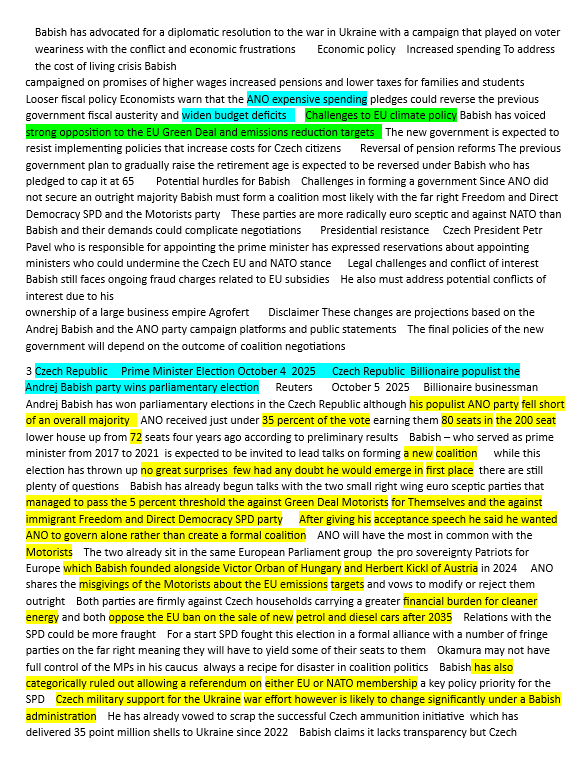 Babish has advocated for a diplomatic resolution to the war in Ukraine with a campaign that played on voter
weariness with the conflict and economic frustrations Economic policy Increased spending To address
the cost of living crisis Babish
campaigned on promises of higher wages increased pensions and lower taxes for families and students
Looser fiscal policy Economists warn that the ANO expensive spending pledges could reverse the previous
government fiscal austerity and widen budget deficits Challenges to EU climate policy Babish has voiced
strong opposition to the EU Green Deal and emissions reduction targets The new government is expected to
resist implementing policies that increase costs for Czech citizens Reversal of pension reforms The previous
government plan to gradually raise the retirement age is expected to be reversed under Babish who has
pledged to cap it at 65 Potential hurdles for Babish Challenges in forming a government Since ANO did
not secure an outright majority Babish must form a coalition most likely with the far right Freedom and Direct
Democracy SPD and the Motorists party These parties are more radically euro sceptic and against NATO than
Babish and their demands could complicate negotiations Presidential resistance Czech President Petr
Pavel who is responsible for appointing the prime minister has expressed reservations about appointing
ministers who could undermine the Czech EU and NATO stance Legal challenges and conflict of interest
Babish still faces ongoing fraud charges related to EU subsidies He also must address potential conflicts of
interest due to his
ownership of a large business empire Agrofert Disclaimer These changes are projections based on the
Andrej Babish and the ANO party campaign platforms and public statements The final policies of the new
government will depend on the outcome of coalition negotiations
3 Czech Republic Prime Minister Election October 4 2025 Czech Republic Billionaire populist the
Andrej Babish party wins parliamentary election Reuters October 5 2025 Billionaire businessman
Andrej Babish has won parliamentary elections in the Czech Republic although his populist ANO party fell short
of an overall majority ANO received just under 35 percent of the vote earning them 80 seats in the 200 seat
lower house up from 72 seats four years ago according to preliminary results Babish – who served as prime
minister from 2017 to 2021 is expected to be invited to lead talks on forming a new coalition while this
election has thrown up no great surprises few had any doubt he would emerge in first place there are still
plenty of questions Babish has already begun talks with the two small right wing euro sceptic parties that
managed to pass the 5 percent threshold the against Green Deal Motorists for Themselves and the against
immigrant Freedom and Direct Democracy SPD party After giving his acceptance speech he said he wanted
ANO to govern alone rather than create a formal coalition ANO will have the most in common with the
Motorists The two already sit in the same European Parliament group the pro sovereignty Patriots for
Europe which Babish founded alongside Victor Orban of Hungary and Herbert Kickl of Austria in 2024 ANO
shares the misgivings of the Motorists about the EU emissions targets and vows to modify or reject them
outright Both parties are firmly against Czech households carrying a greater financial burden for cleaner
energy and both oppose the EU ban on the sale of new petrol and diesel cars after 2035 Relations with the
SPD could be more fraught For a start SPD fought this election in a formal alliance with a number of fringe
parties on the far right meaning they will have to yield some of their seats to them Okamura may not have
full control of the MPs in his caucus always a recipe for disaster in coalition politics Babish has also
categorically ruled out allowing a referendum on either EU or NATO membership a key policy priority for the
SPD Czech military support for the Ukraine war effort however is likely to change significantly under a Babish
administration He has already vowed to scrap the successful Czech ammunition initiative which has
delivered 35 point million shells to Ukraine since 2022 Babish claims it lacks transparency but Czech